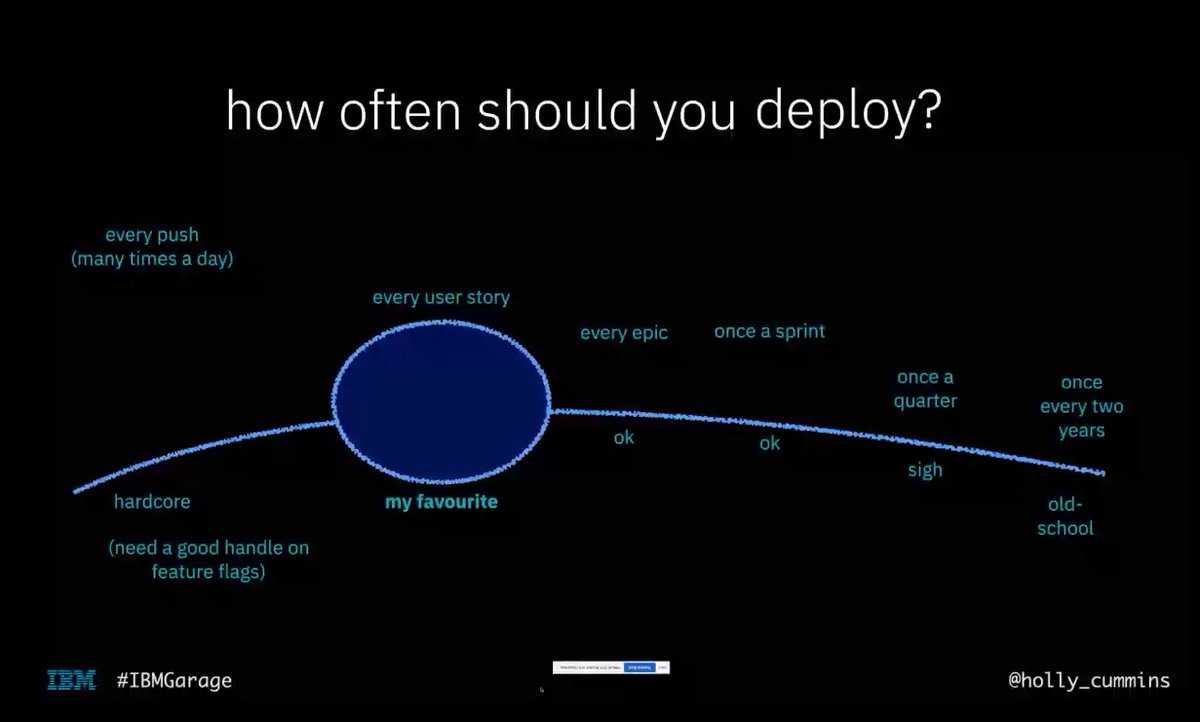 how often should you deploy?
every push
(many times a day)
every user story
every epic
once a sprint
once a
quarter
once
every two
years
ok
ok
sigh
old-
school
hardcore
my favourite
(need a good handle on
feature flags)
IBM
#IBMGarage
@holly_cummins